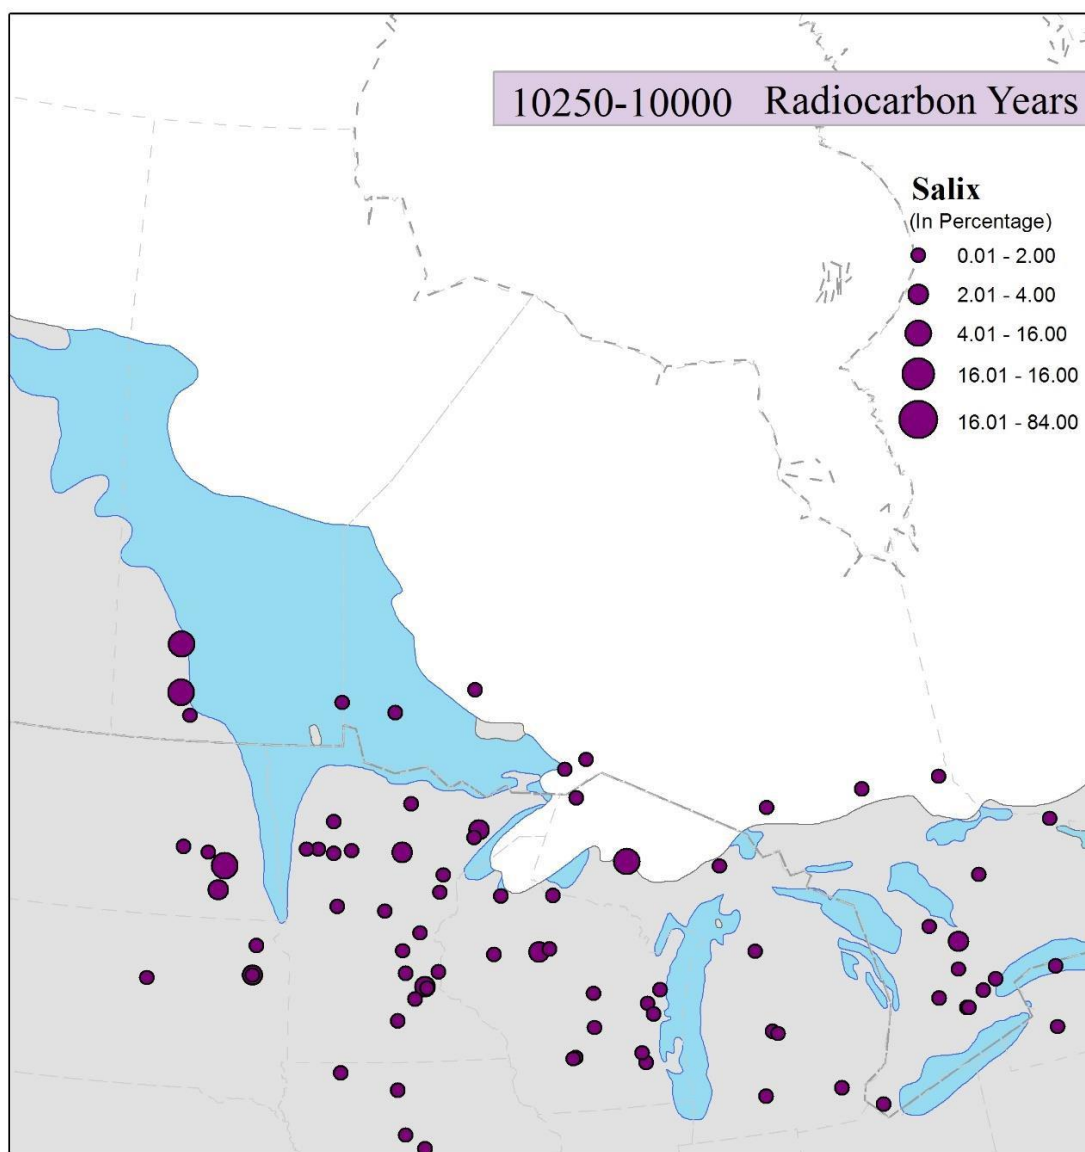 10250-10000 Radiocarbon Years
Salix
(In Percentage)
0.01 - 2.00
2.01 - 4.00
4.01 - 16.00
16.01 - 16.00
16.01 - 84.00